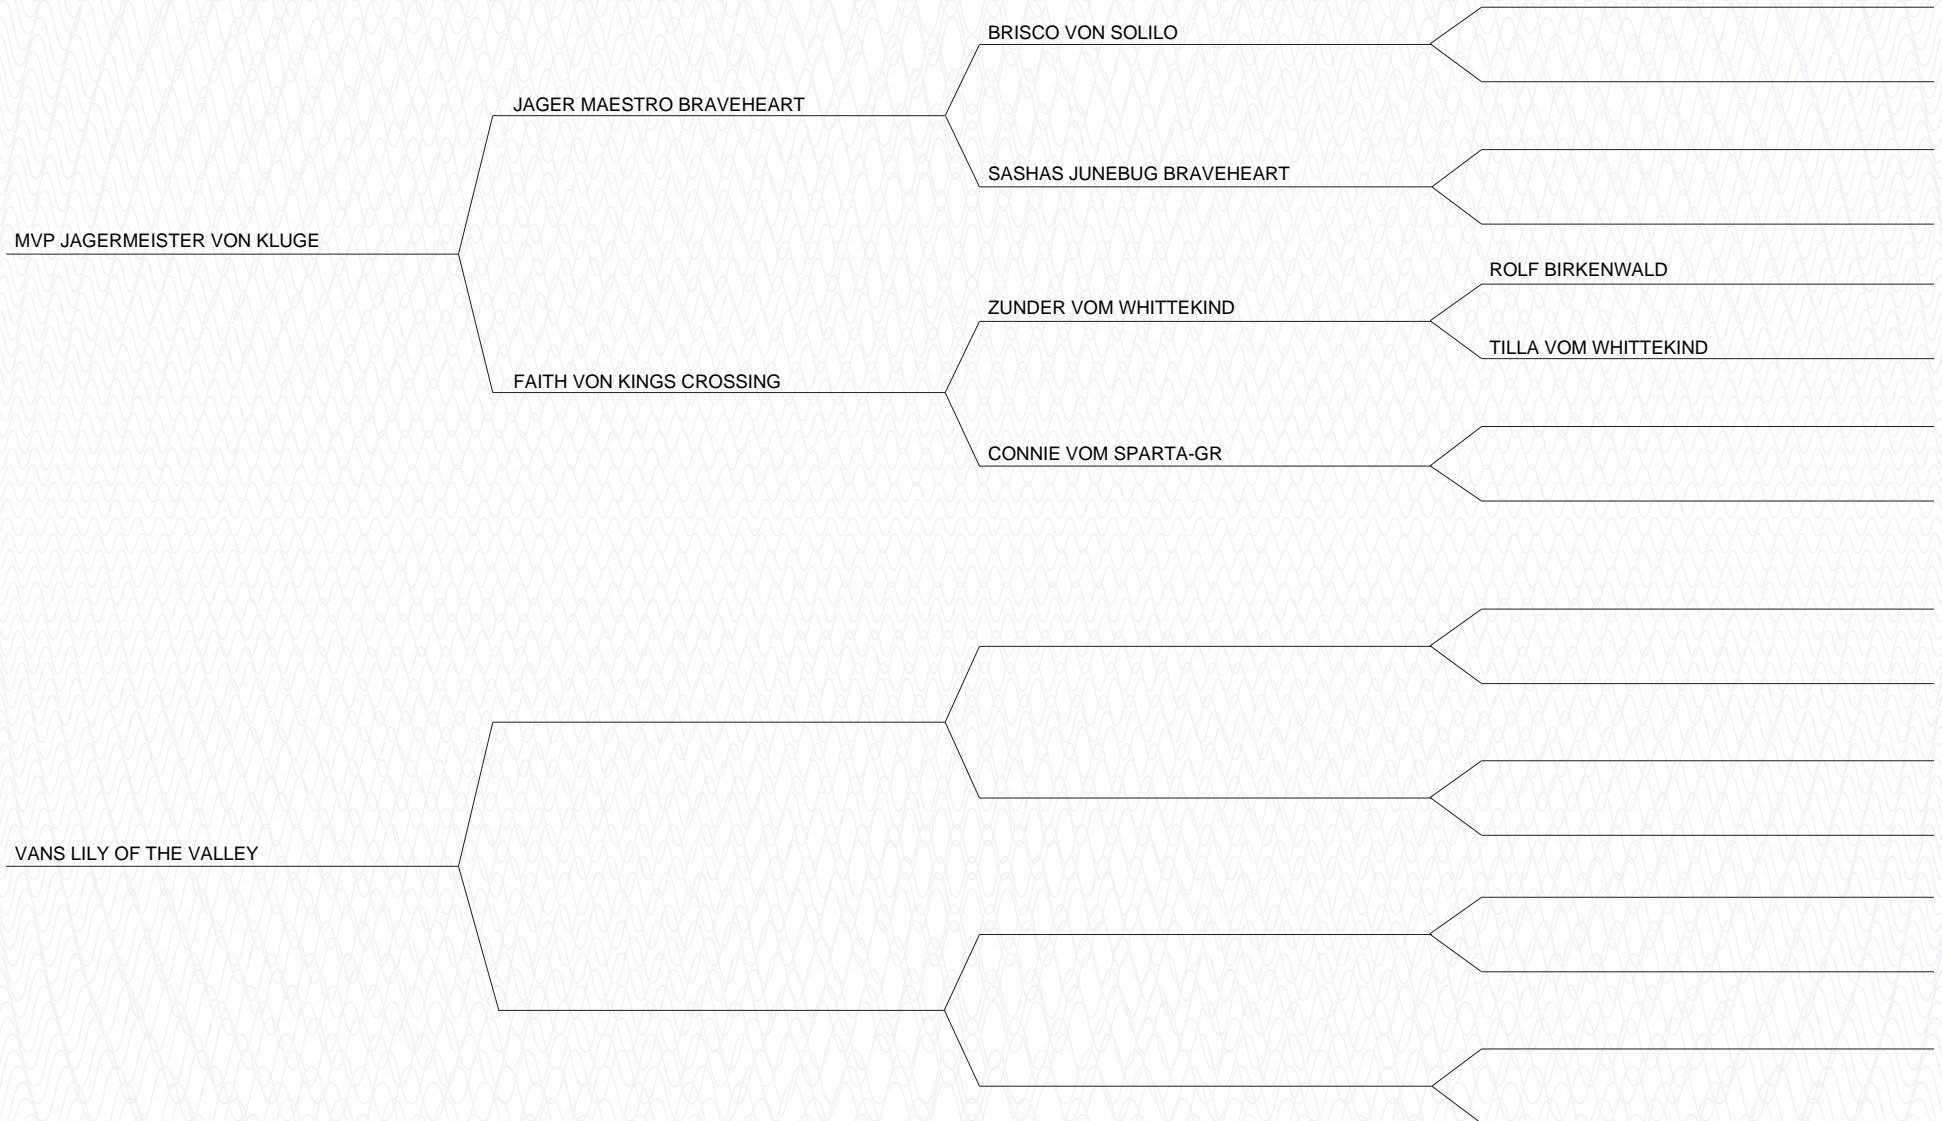 BRISCO VON SOLILO
JAGER MAESTRO BRAVEHEART
SASHAS JUNEBUG BRAVEHEART
MVP JAGERMEISTER VON KLUGE
ROLF BIRKENWALD
ZUNDER VOM WHITTEKIND
TILLA VOM WHITTEKIND
FAITH VON KINGS CROSSING
CONNIE VOM SPARTA-GR
VANS LILY OF THE VALLEY